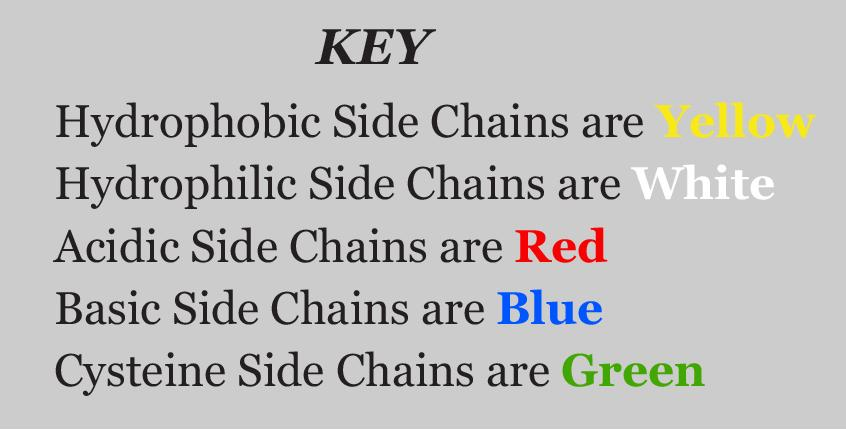 KEY
Hydrophobic Side Chains are Yellow
Hydrophilic Side Chains are White
Acidic Side Chains are Red
Basic Side Chains are Blue
Cysteine Side Chains are Green